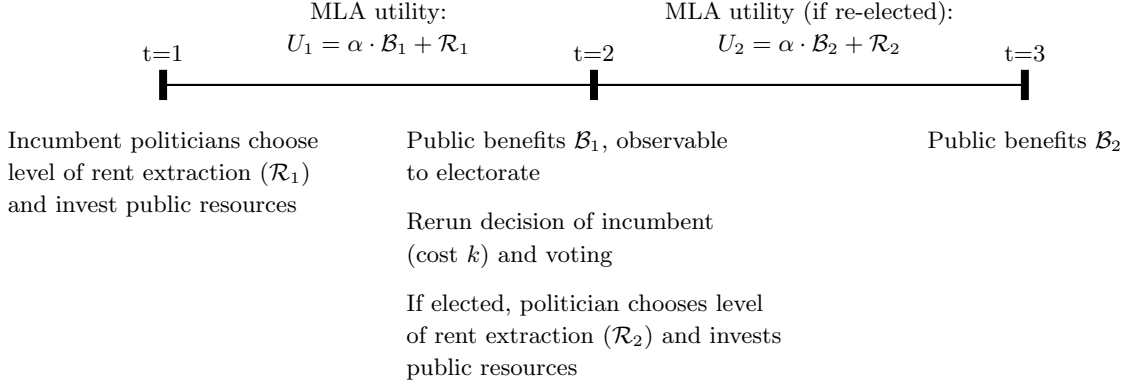 MLA utility:
U₁ = α · ℬ₁ + ℛ₁
MLA utility (if re-elected):
U₂ = α · ℬ₂ + ℛ₂
t=1
t=2
t=3
Incumbent politicians choose
level of rent extraction (ℛ₁)
and invest public resources
Public benefits ℬ₁, observable
to electorate
Rerun decision of incumbent
(cost k) and voting
If elected, politician chooses level
of rent extraction (ℛ₂) and invests
public resources
Public benefits ℬ₂